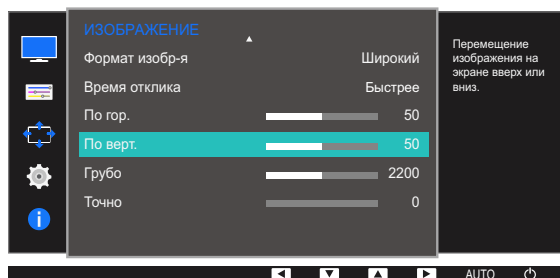 ИЗОБРАЖЕНИЕ
Формат изобр-я Широкий
Время отклика Быстрее
По гор. 50
По верт. 50
Грубо 2200
Точно 0
Перемещение
изображения на
экране вверх или
вниз.
AUTO